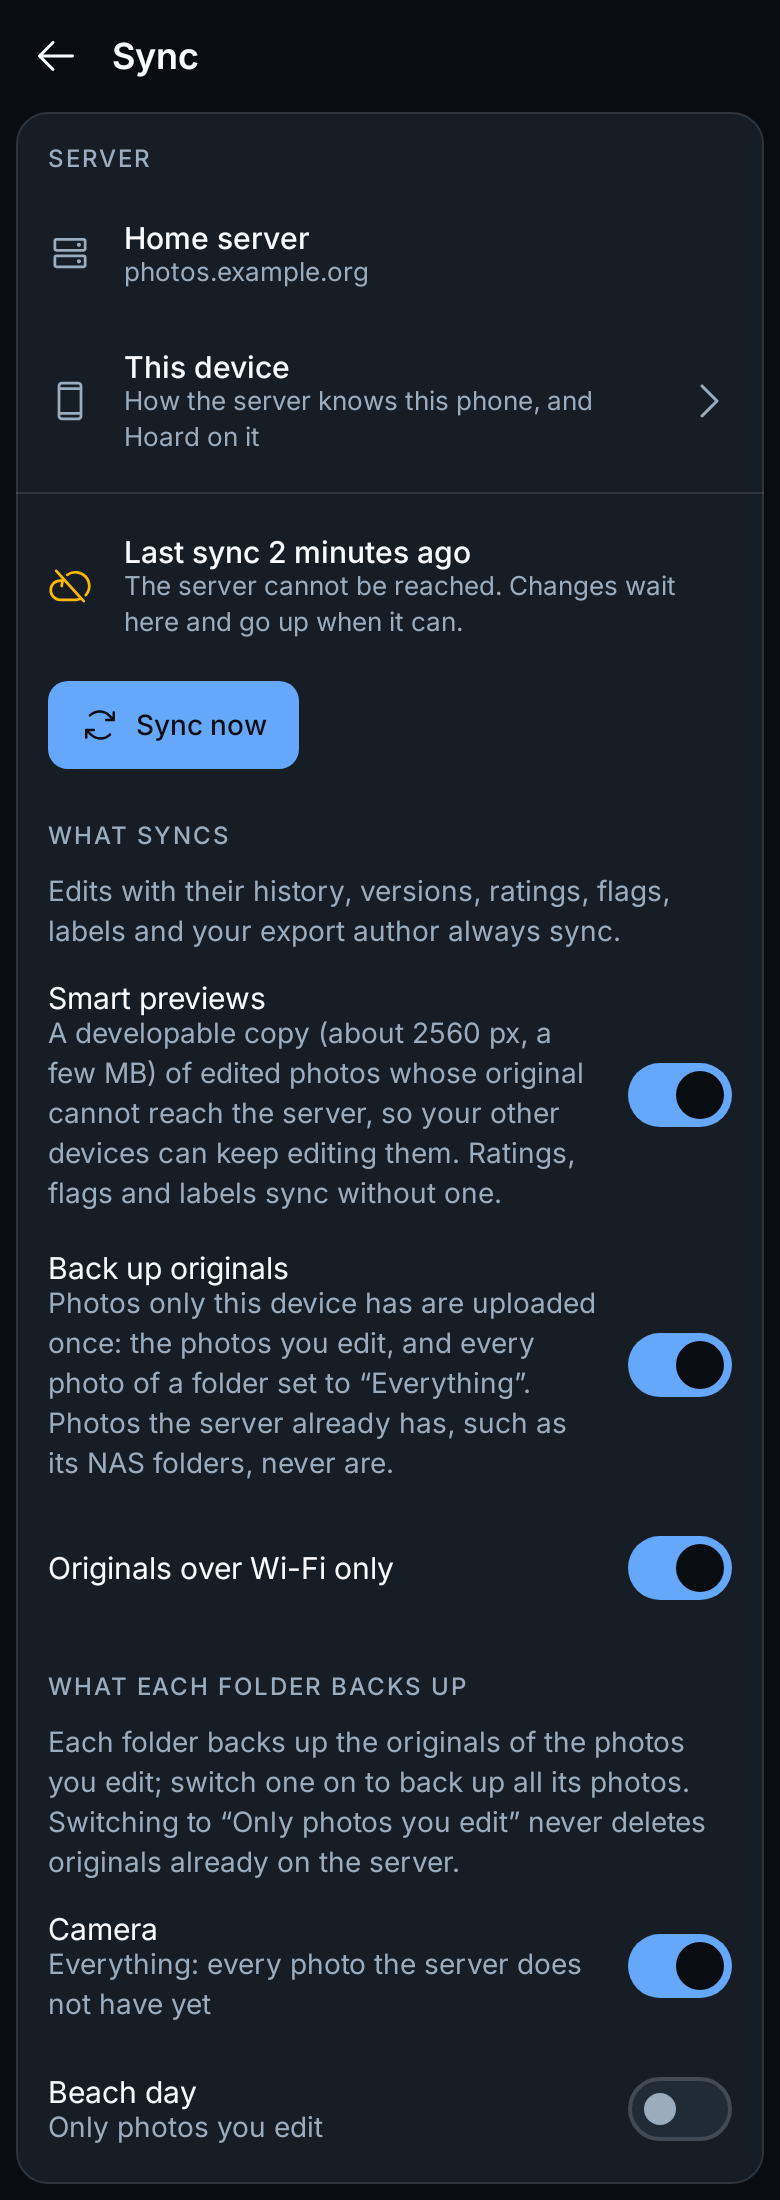 Sync
SERVER
Home server
photos.example.org
This device
How the server knows this phone, and
Hoard on it
Last sync 2 minutes ago
The server cannot be reached. Changes wait
here and go up when it can.
Sync now
WHAT SYNCS
Edits with their history, versions, ratings, flags,
labels and your export author always sync.
Smart previews
A developable copy (about 2560 px, a
few MB) of edited photos whose original
cannot reach the server, so your other
devices can keep editing them. Ratings,
flags and labels sync without one.
Back up originals
Photos only this device has are uploaded
once: the photos you edit, and every
photo of a folder set to “Everything”.
Photos the server already has, such as
its NAS folders, never are.
Originals over Wi-Fi only
WHAT EACH FOLDER BACKS UP
Each folder backs up the originals of the photos
you edit; switch one on to back up all its photos.
Switching to “Only photos you edit” never deletes
originals already on the server.
Camera
Everything: every photo the server does
not have yet
Beach day
Only photos you edit